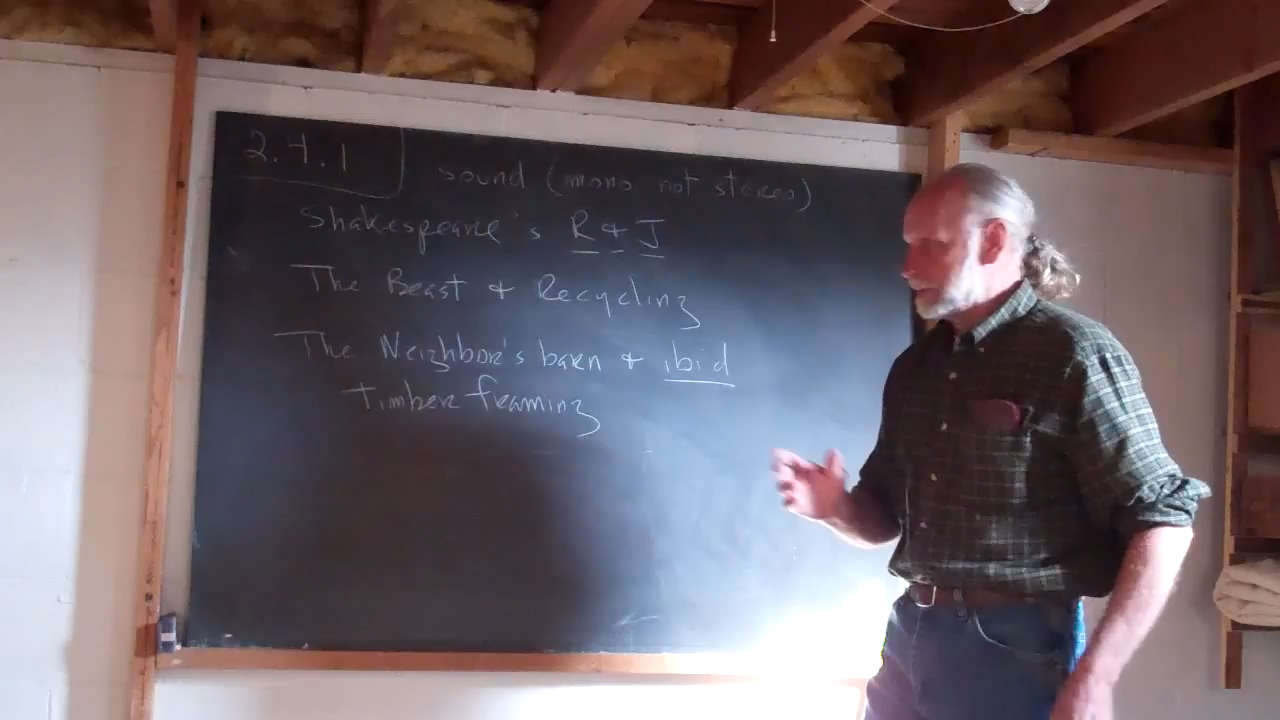 2.4.1
sound (mono not stereo)
Shakespeare's R & J
The Beast & Recycling
The Neighbor's barn & ibid
timber framing